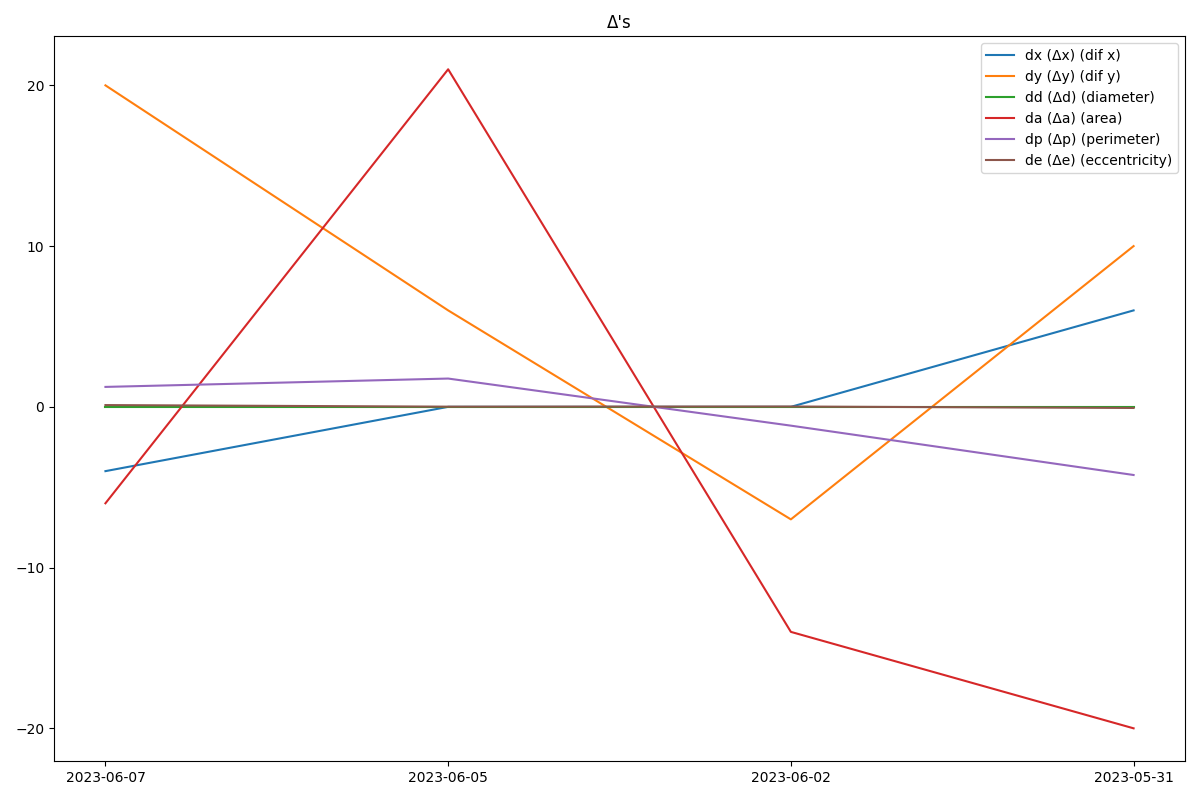 Δ's
dx (Δx) (dif x)
dy (Δy) (dif y)
dd (Δd) (diameter)
da (Δa) (area)
dp (Δp) (perimeter)
de (Δe) (eccentricity)
20
10
0
−10
−20
2023-06-07 2023-06-05 2023-06-02 2023-05-31